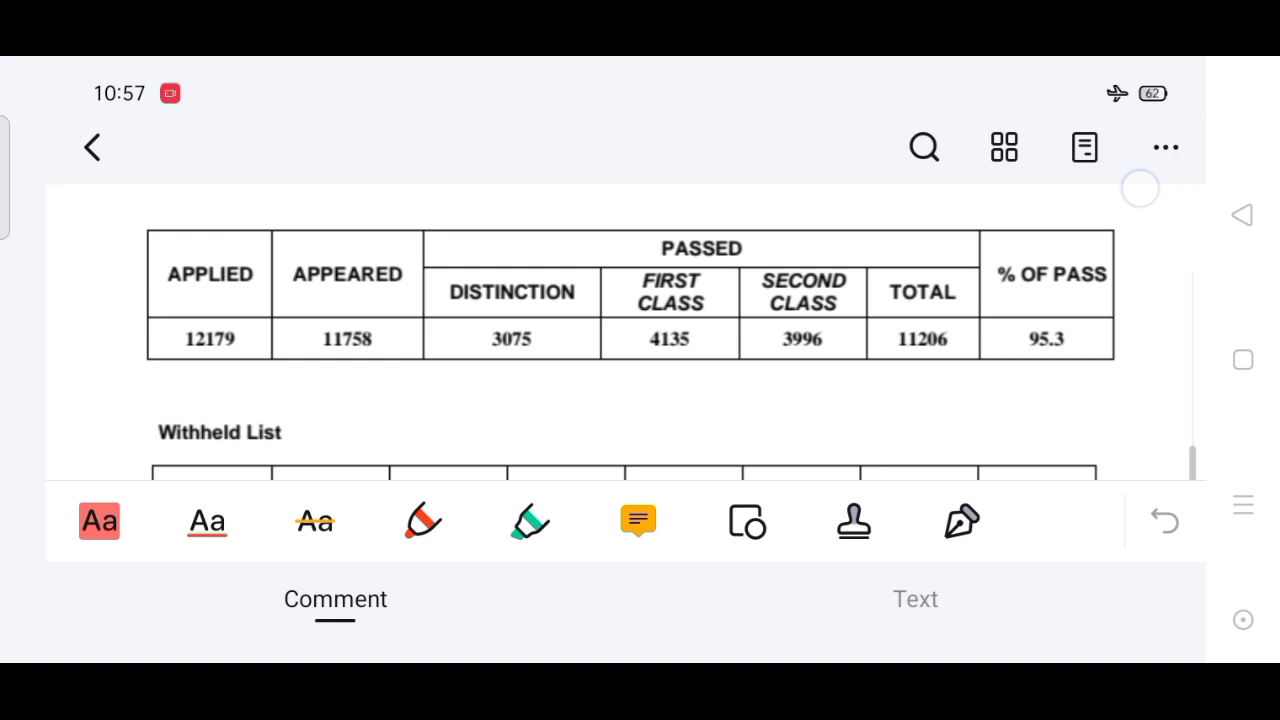 10:57
62
APPLIED APPEARED PASSED % OF PASS
DISTINCTION FIRST CLASS SECOND CLASS TOTAL
12179 11758 3075 4135 3996 11206 95.3
Withheld List
Aa Aa Aa
Comment Text